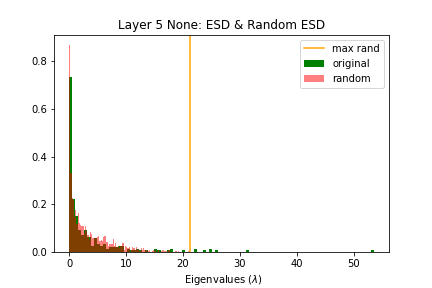 Layer 5 None: ESD & Random ESD
max rand
original
random
0.8
0.6
0.4
0.2
0.0
0 10 20 30 40 50
Eigenvalues (λ)